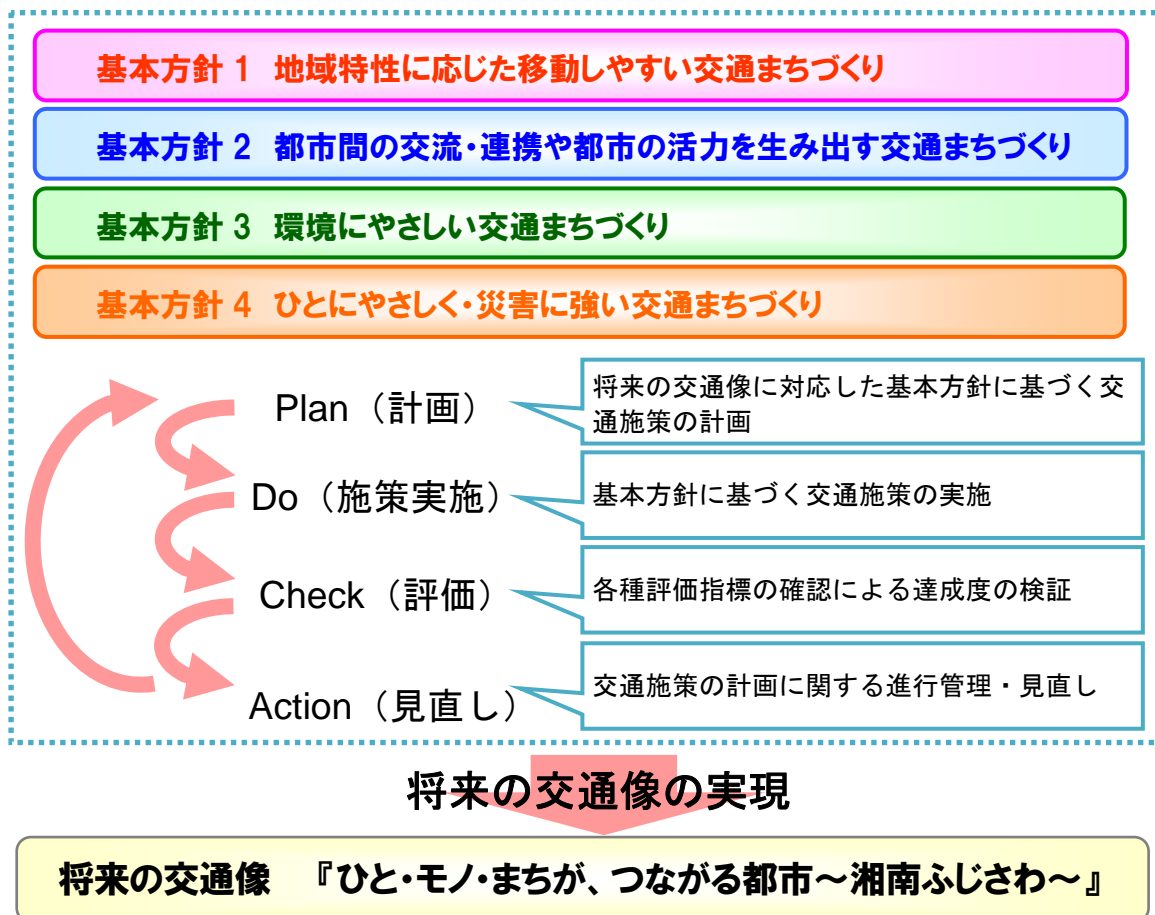 基本方針 1 地域特性に応じた移動しやすい交通まちづくり
基本方針 2 都市間の交流・連携や都市の活力を生み出す交通まちづくり
基本方針 3 環境にやさしい交通まちづくり
基本方針 4 ひとにやさしく・災害に強い交通まちづくり
Plan（計画）
将来の交通像に対応した基本方針に基づく交
通施策の計画
Do（施策実施）
基本方針に基づく交通施策の実施
Check（評価）
各種評価指標の確認による達成度の検証
Action（見直し）
交通施策の計画に関する進行管理・見直し
将来の交通像の実現
将来の交通像 『ひと・モノ・まちが、つながる都市～湘南ふじさわ～』